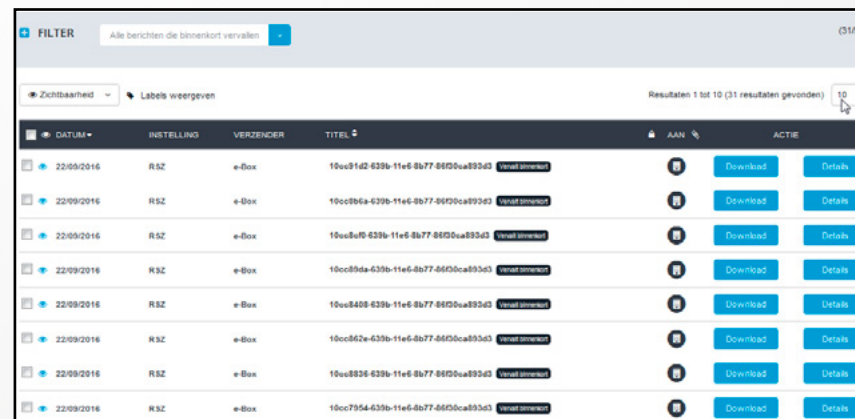 FILTER Alle berichten die binnenkort vervallen (31/
Zichtbaarheid Labels weergeven Resultaten 1 tot 10 (31 resultaten gevonden) 10
DATUM INSTELLING VERZENDER TITEL AAN ACTIE
22/09/2016 RSZ e-Box 10cc91d2-639b-11e6-8b77-86f30ca893d3 Vervalt binnenkort Download Details
22/09/2016 RSZ e-Box 10cc8b6a-639b-11e6-8b77-86f30ca893d3 Vervalt binnenkort Download Details
22/09/2016 RSZ e-Box 10cc8cf0-639b-11e6-8b77-86f30ca893d3 Vervalt binnenkort Download Details
22/09/2016 RSZ e-Box 10cc89da-639b-11e6-8b77-86f30ca893d3 Vervalt binnenkort Download Details
22/09/2016 RSZ e-Box 10cc8408-639b-11e6-8b77-86f30ca893d3 Vervalt binnenkort Download Details
22/09/2016 RSZ e-Box 10cc862e-639b-11e6-8b77-86f30ca893d3 Vervalt binnenkort Download Details
22/09/2016 RSZ e-Box 10cc8836-639b-11e6-8b77-86f30ca893d3 Vervalt binnenkort Download Details
22/09/2016 RSZ e-Box 10cc7954-639b-11e6-8b77-86f30ca893d3 Vervalt binnenkort Download Details